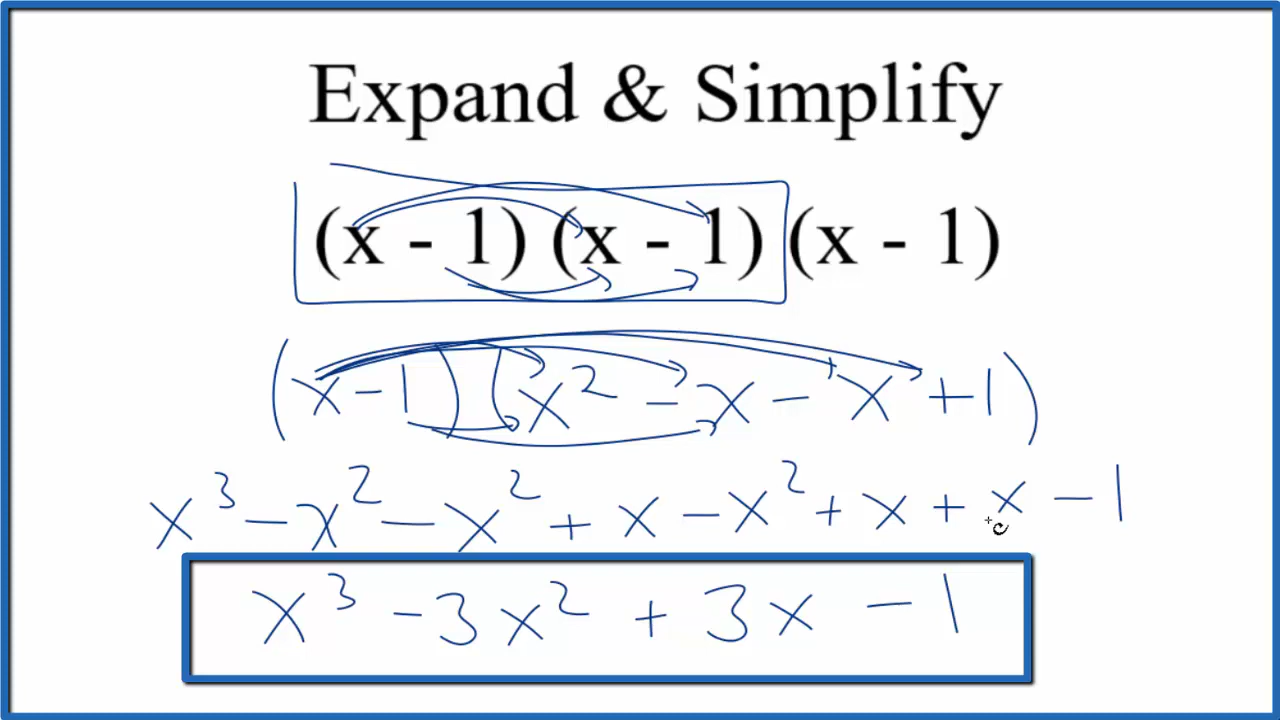 Expand & Simplify
(x - 1) (x - 1) (x - 1)
(x - 1) (x² - x - x + 1)
x³ - x² - x² + x - x² + x + x - 1
x³ - 3x² + 3x - 1